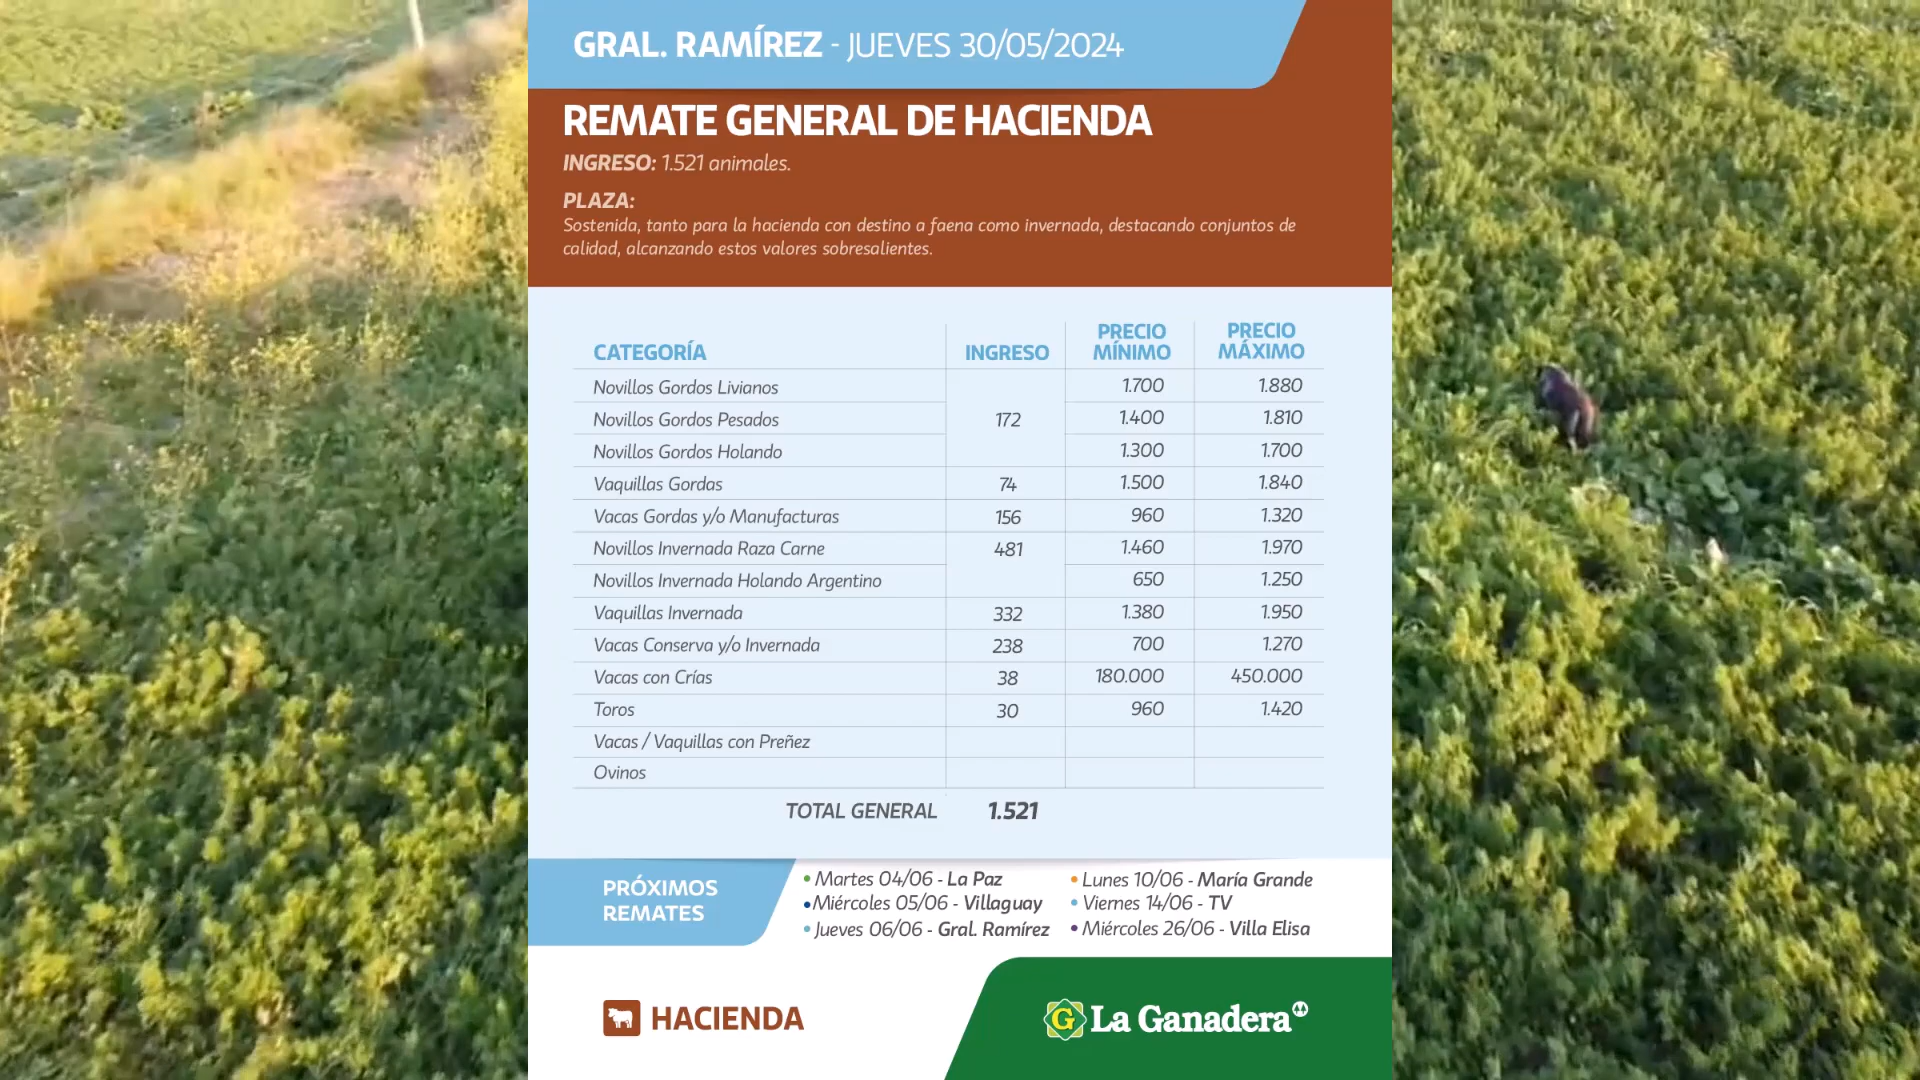 GRAL. RAMÍREZ - JUEVES 30/05/2024
REMATE GENERAL DE HACIENDA
INGRESO: 1.521 animales.
PLAZA:
Sostenida, tanto para la hacienda con destino a faena como invernada, destacando conjuntos de
calidad, alcanzando estos valores sobresalientes.
CATEGORÍA INGRESO PRECIO MÍNIMO PRECIO MÁXIMO
Novillos Gordos Livianos 1.700 1.880
Novillos Gordos Pesados 172 1.400 1.810
Novillos Gordos Holando 1.300 1.700
Vaquillas Gordas 74 1.500 1.840
Vacas Gordas y/o Manufacturas 156 960 1.320
Novillos Invernada Raza Carne 481 1.460 1.970
Novillos Invernada Holando Argentino 650 1.250
Vaquillas Invernada 332 1.380 1.950
Vacas Conserva y/o Invernada 238 700 1.270
Vacas con Crías 38 180.000 450.000
Toros 30 960 1.420
Vacas / Vaquillas con Preñez
Ovinos
TOTAL GENERAL 1.521
PRÓXIMOS
REMATES
• Martes 04/06 - La Paz
• Miércoles 05/06 - Villaguay
• Jueves 06/06 - Gral. Ramírez
• Lunes 10/06 - María Grande
• Viernes 14/06 - TV
• Miércoles 26/06 - Villa Elisa
HACIENDA
G La Ganadera